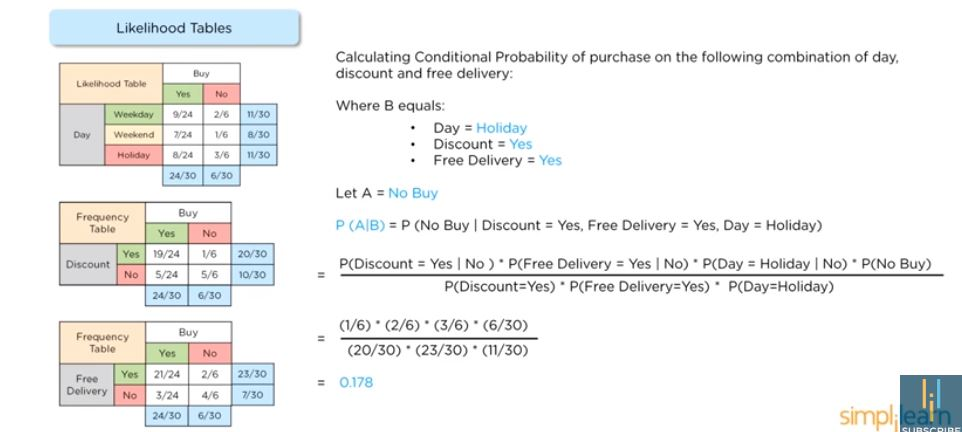 Likelihood Tables
Likelihood Table
Buy
Yes No
Day
Weekday 9/24 2/6 11/30
Weekend 7/24 1/6 8/30
Holiday 8/24 3/6 11/30
24/30 6/30
Frequency
Table
Buy
Yes No
Discount
Yes 19/24 1/6 20/30
No 5/24 5/6 10/30
24/30 6/30
Frequency
Table
Buy
Yes No
Free
Delivery
Yes 21/24 2/6 23/30
No 3/24 4/6 7/30
24/30 6/30
Calculating Conditional Probability of purchase on the following combination of day,
discount and free delivery:
Where B equals:
• Day = Holiday
• Discount = Yes
• Free Delivery = Yes
Let A = No Buy
P (A|B) = P (No Buy | Discount = Yes, Free Delivery = Yes, Day = Holiday)
= P(Discount = Yes | No ) * P(Free Delivery = Yes | No) * P(Day = Holiday | No) * P(No Buy)
P(Discount=Yes) * P(Free Delivery=Yes) * P(Day=Holiday)
= (1/6) * (2/6) * (3/6) * (6/30)
(20/30) * (23/30) * (11/30)
= 0.178
simplilearn
SUBSCRIBE